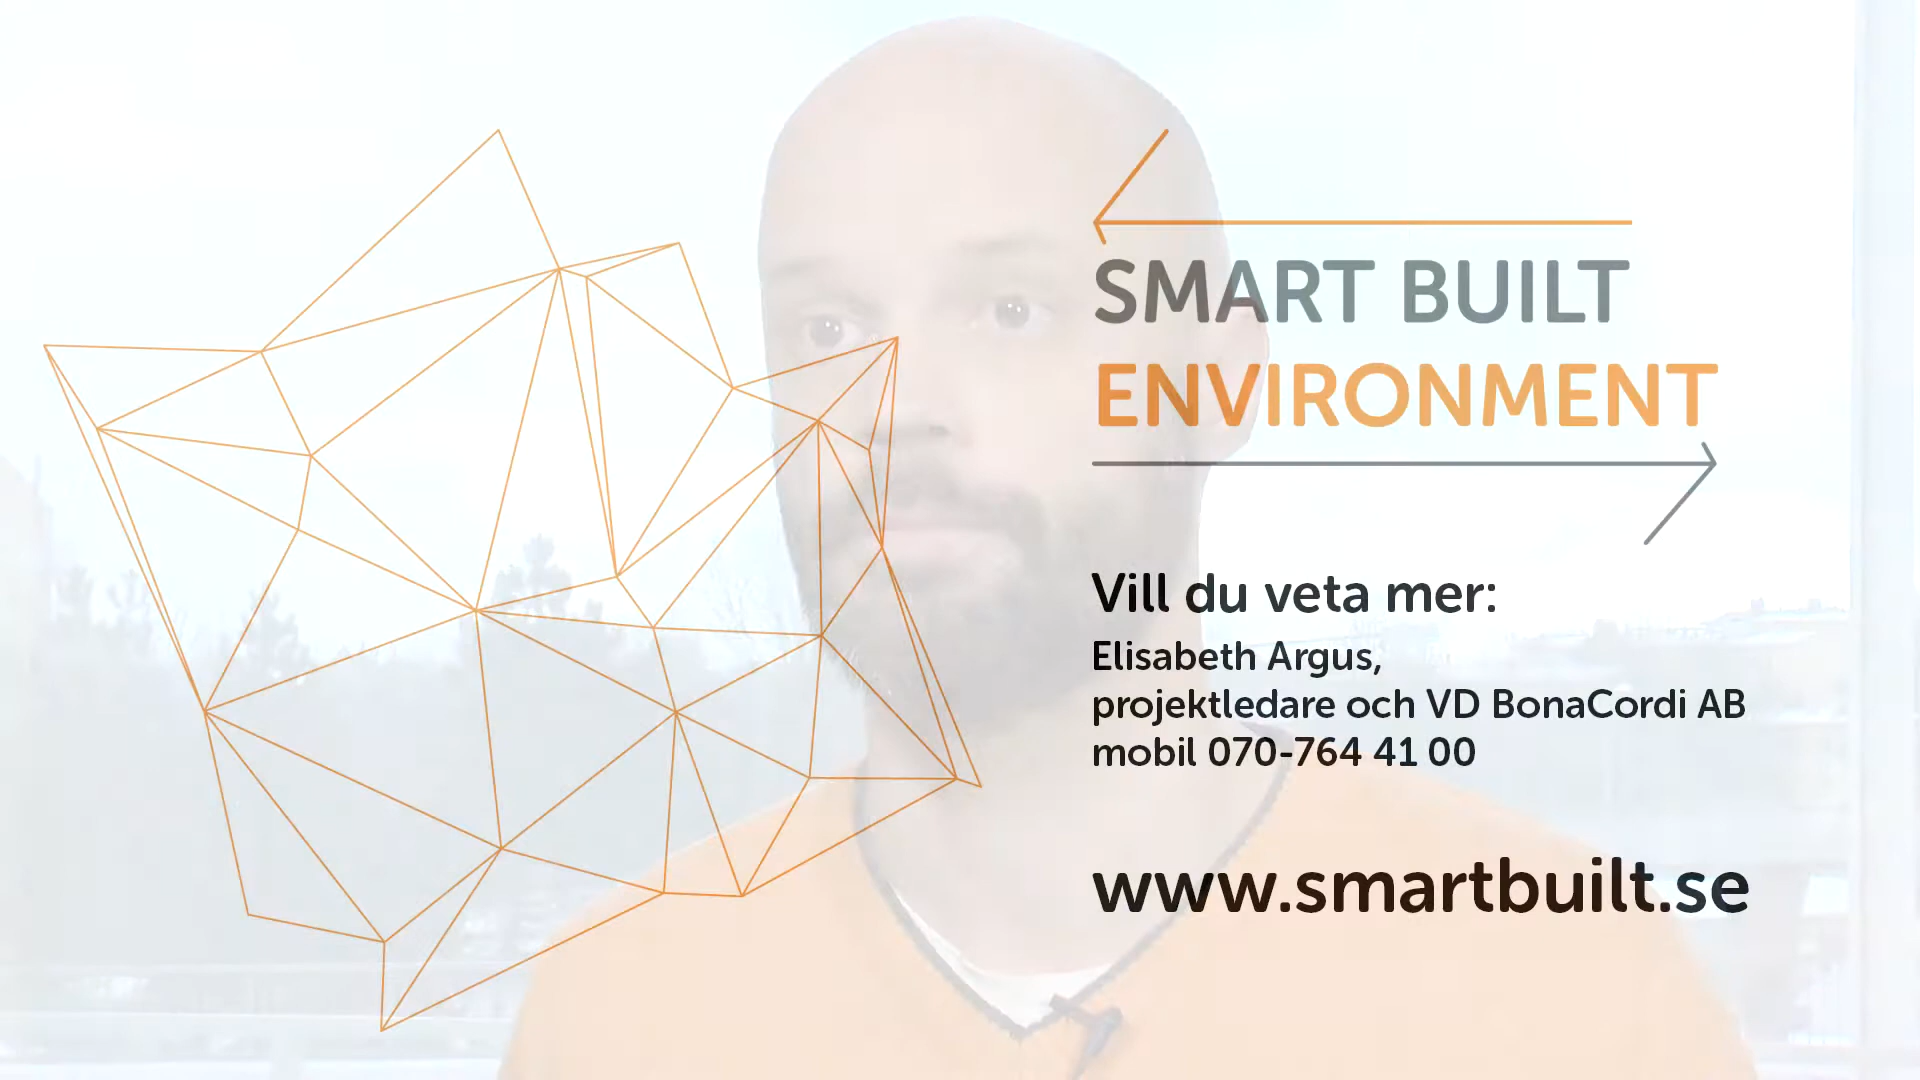 SMART BUILT
ENVIRONMENT
Vill du veta mer:
Elisabeth Argus,
projektledare och VD BonaCordi AB
mobil 070-764 41 00
www.smartbuilt.se